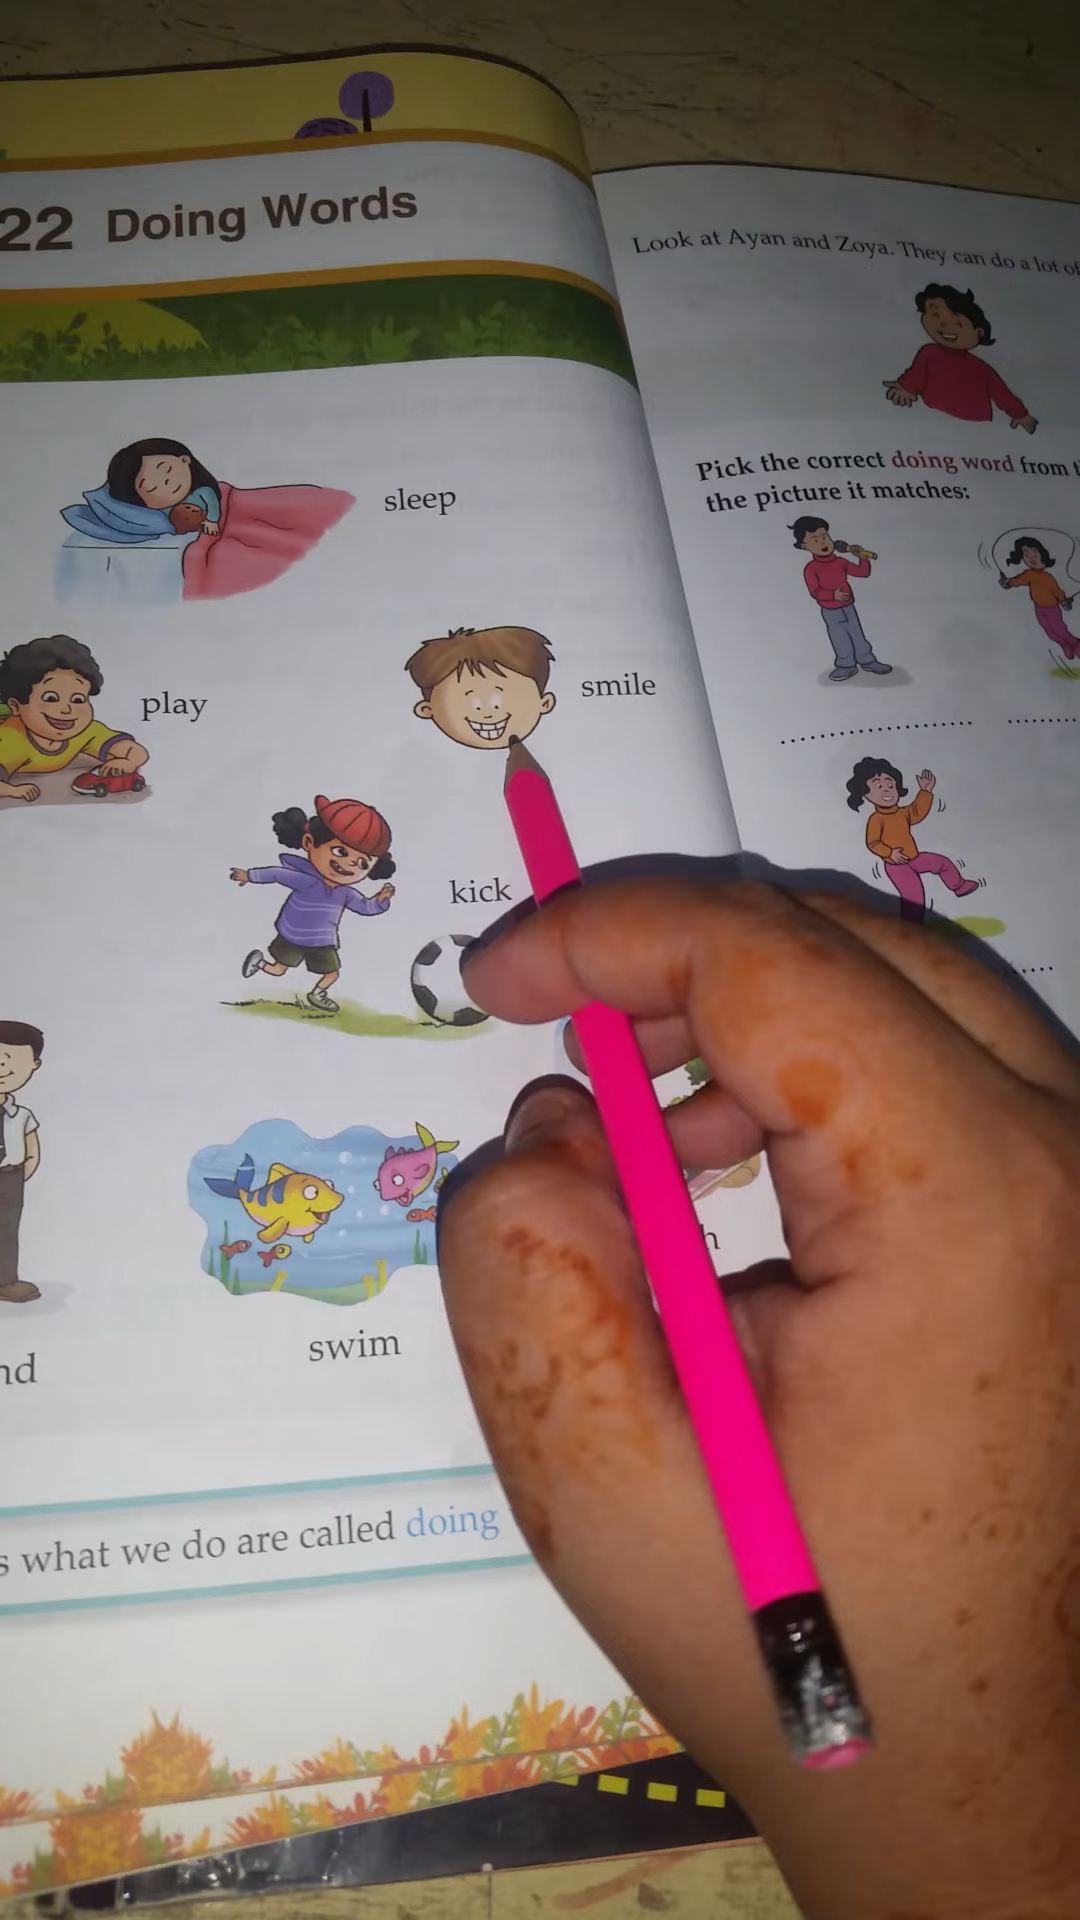 22 Doing Words
sleep
play
smile
kick
swim
what we do are called doing
Look at Ayan and Zoya. They can do a lot of
Pick the correct doing word from
the picture it matches: